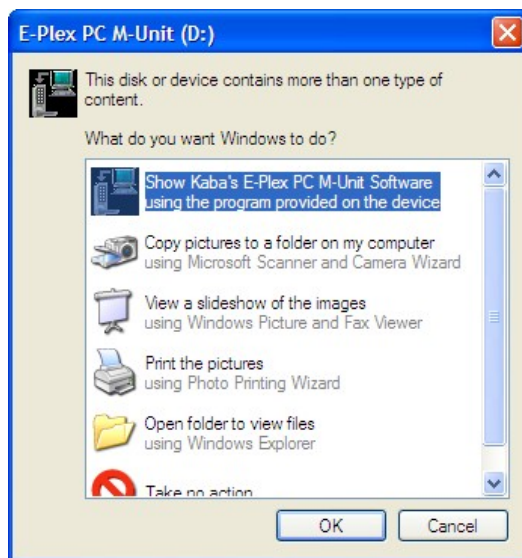 E-Plex PC M-Unit (D:)
This disk or device contains more than one type of
content.
What do you want Windows to do?
Show Kaba's E-Plex PC M-Unit Software
using the program provided on the device
Copy pictures to a folder on my computer
using Microsoft Scanner and Camera Wizard
View a slideshow of the images
using Windows Picture and Fax Viewer
Print the pictures
using Photo Printing Wizard
Open folder to view files
using Windows Explorer
Take no action
OK
Cancel